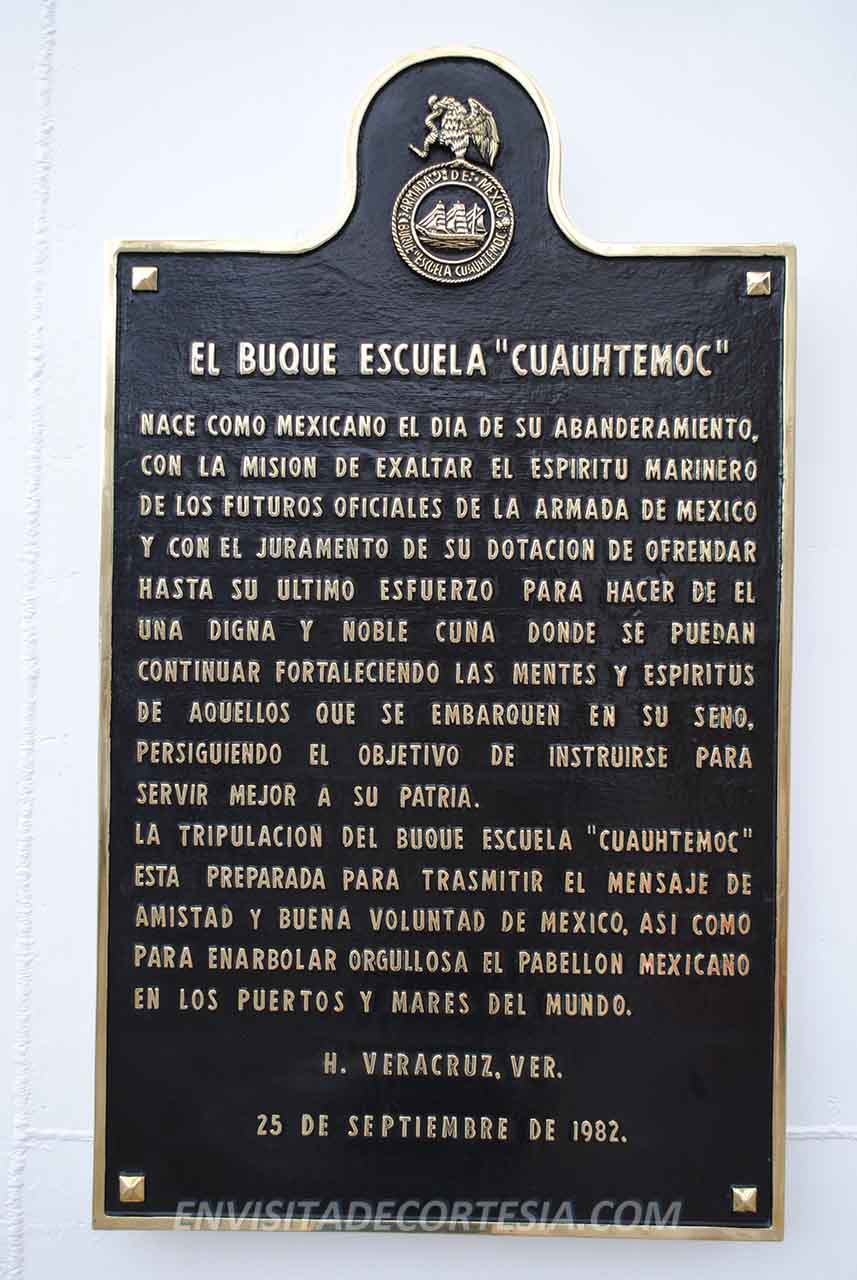 ARMADA DE MEXICO
BUQUE ESCUELA CUAUHTEMOC
EL BUQUE ESCUELA "CUAUHTEMOC"
NACE COMO MEXICANO EL DIA DE SU ABANDERAMIENTO,
CON LA MISION DE EXALTAR EL ESPIRITU MARINERO
DE LOS FUTUROS OFICIALES DE LA ARMADA DE MEXICO
Y CON EL JURAMENTO DE SU DOTACION DE OFRENDAR
HASTA SU ULTIMO ESFUERZO PARA HACER DE EL
UNA DIGNA Y NOBLE CUNA DONDE SE PUEDAN
CONTINUAR FORTALECIENDO LAS MENTES Y ESPIRITUS
DE AQUELLOS QUE SE EMBARQUEN EN SU SENO,
PERSIGUIENDO EL OBJETIVO DE INSTRUIRSE PARA
SERVIR MEJOR A SU PATRIA.
LA TRIPULACION DEL BUQUE ESCUELA "CUAUHTEMOC"
ESTA PREPARADA PARA TRASMITIR EL MENSAJE DE
AMISTAD Y BUENA VOLUNTAD DE MEXICO, ASI COMO
PARA ENARBOLAR ORGULLOSA EL PABELLON MEXICANO
EN LOS PUERTOS Y MARES DEL MUNDO.
H. VERACRUZ, VER.
25 DE SEPTIEMBRE DE 1982.
ENVISITADECORTESIA.COM